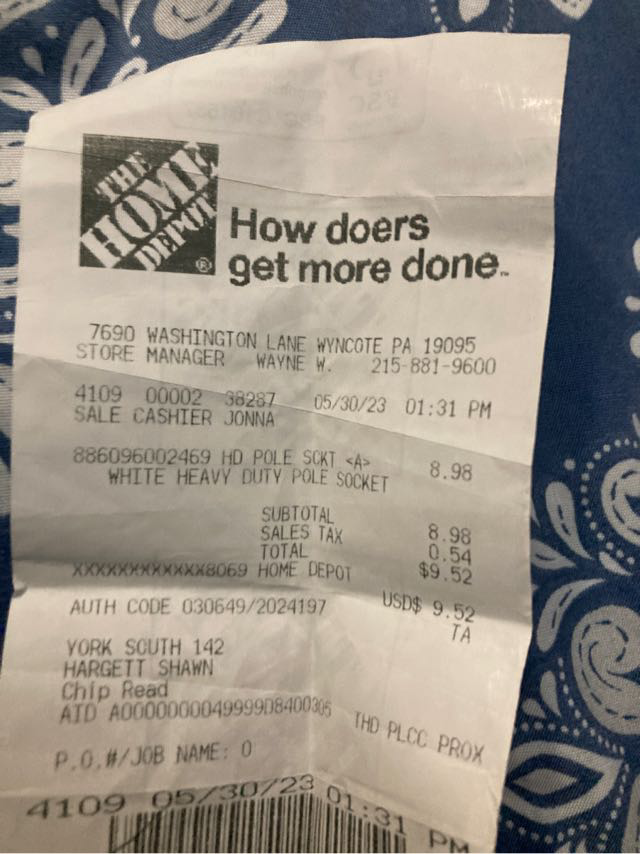 THE
HOME
DEPOT
®
How doers
get more done™
7690 WASHINGTON LANE WYNCOTE PA 19095
STORE MANAGER WAYNE W. 215-881-9600
4109 00002 38287 05/30/23 01:31 PM
SALE CASHIER JONNA
886096002469 HD POLE SCKT <A> 8.98
WHITE HEAVY DUTY POLE SOCKET
SUBTOTAL 8.98
SALES TAX 0.54
TOTAL $9.52
XXXXXXXXXXXX8069 HOME DEPOT
USD$ 9.52
AUTH CODE 030649/2024197 TA
YORK SOUTH 142
HARGETT SHAWN
Chip Read
AID A0000000049999D8400305 THD PLCC PROX
P.O.#/JOB NAME: 0
4109 05/30/23 01:31 PM